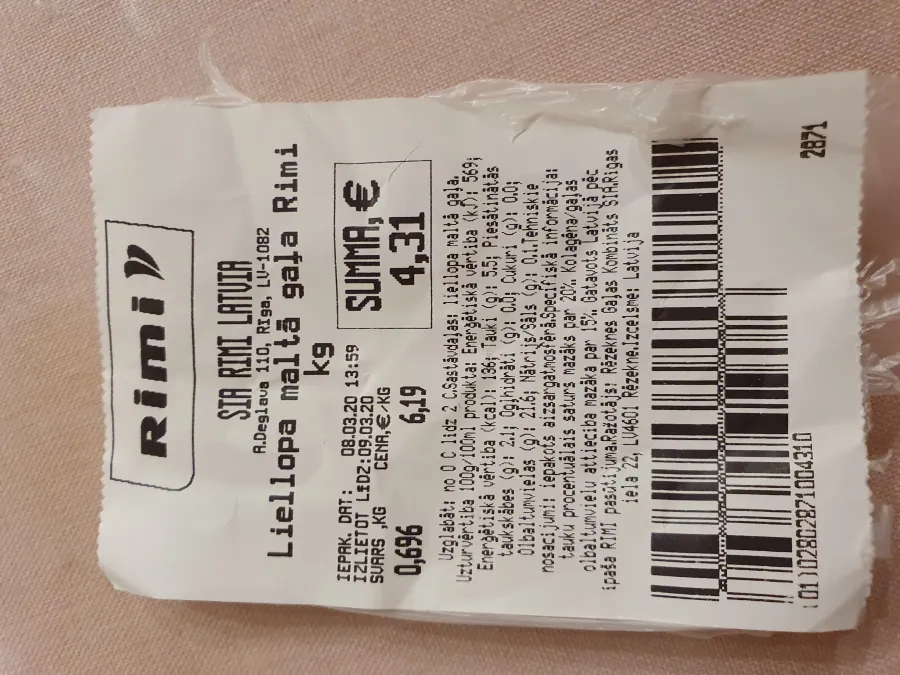 Rimi
SIA RIMI LATVIA
A.Deglava 110, Rīga, LV-1082
Liellopa maltā gaļa Rimi
kg
IEPAK. DAT: 08.03.20 13:59
IZLIETOT LĪDZ:09.03.20
SVARS ,KG CENA,€/KG
0,696 6,19
SUMMA,€
4,31
Uzglabāt: no 0 C līdz 2 C.Sastāvdaļas: liellopa maltā gaļa.
Uzturvērtība 100g/100ml produkta: Enerģētiskā vērtība (kJ): 569;
Enerģētiskā vērtība (kcal): 136; Tauki (g): 5.5; Piesātinātās
taukskābes (g): 2.1; Ogļhidrāti (g): 0.0; Cukuri (g): 0.0;
Olbaltumvielas (g): 21.6; Nātrijs/Sāls (g): 0.1.Tehniskie
nosacījumi: iepakots aizsargatmosfērā.Specifiskā informācija:
tauku procentuālais saturs mazāks par 20%. Kolagēna/gaļas
olbaltumvielu attiecība mazāka par 15%. Gatavots Latvijā pēc
īpaša RIMI pasūtījuma.Ražotājs: Rēzeknes Gaļas Kombināts SIA,Rīgas
iela 22, LV4601 Rēzekne.Izcelsme: Latvija
(01)02802871004310
2871